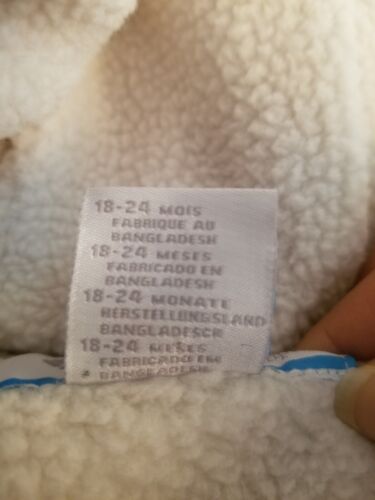 18-24 MOIS
FABRIQUE AU
BANGLADESH
18-24 MESES
FABRICADO EN
BANGLADESH
18-24 MONATE
HERSTELLUNGSLAND
BANGLADESCR
18-24 MESES
FABRICADO EM
BANGLADESH